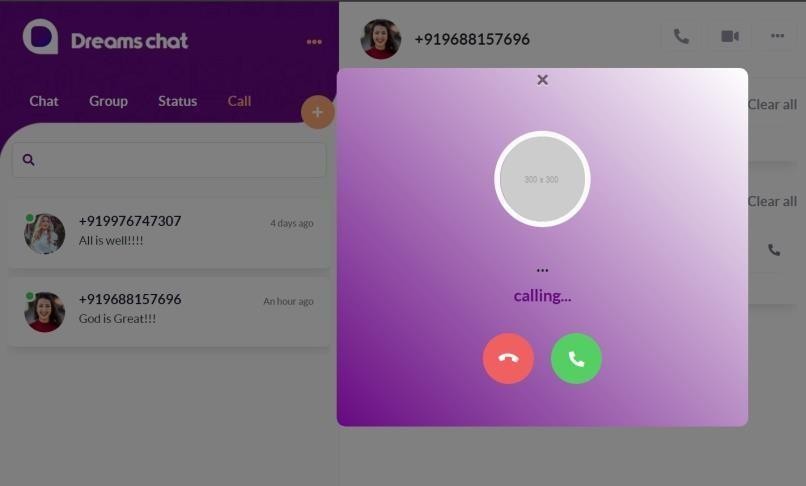 Dreams chat
...
Chat Group Status Call
+
+919976747307
4 days ago
All is well!!!!
+919688157696
An hour ago
God is Great!!!
+919688157696
...
Clear all
Clear all
×
300 x 300
...
calling...